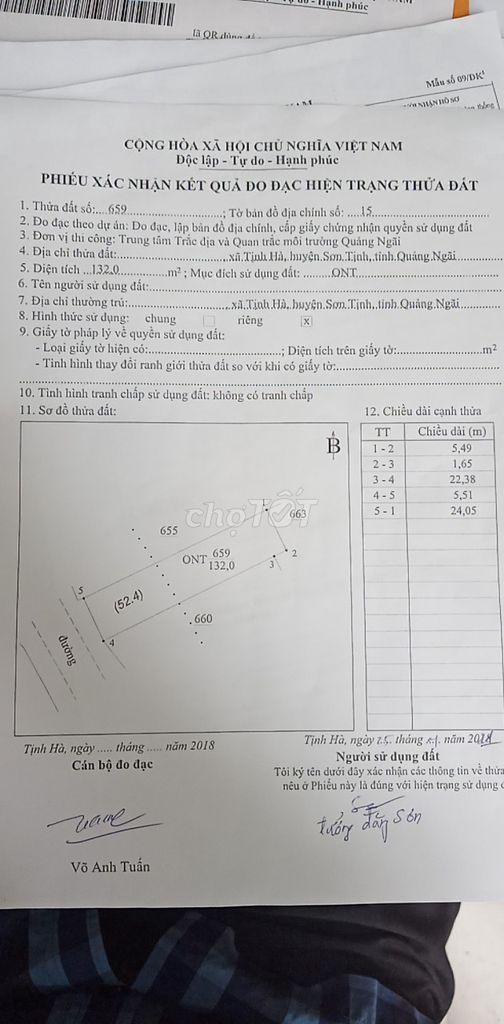 Hạnh phúc
Mẫu số 09/ĐK
CỘNG HÒA XÃ HỘI CHỦ NGHĨA VIỆT NAM
Độc lập - Tự do - Hạnh phúc
PHIẾU XÁC NHẬN KẾT QUẢ ĐO ĐẠC HIỆN TRẠNG THỬA ĐẤT
1. Thửa đất số:...659...; Tờ bản đồ địa chính số: ...15...
2. Đo đạc theo dự án: Đo đạc, lập bản đồ địa chính, cấp giấy chứng nhận quyền sử dụng đất
3. Đơn vị thi công: Trung tâm Trắc địa và Quan trắc môi trường Quảng Ngãi
4. Địa chỉ thửa đất:...xã.Tịnh Hà, huyện Sơn Tịnh, tỉnh Quảng Ngãi...
5. Diện tích ...132,0...m² ; Mục đích sử dụng đất:...ONT...
6. Tên người sử dụng đất:...
7. Địa chỉ thường trú:...xã.Tịnh Hà, huyện Sơn Tịnh, tỉnh Quảng Ngãi...
8. Hình thức sử dụng: chung riêng x
9. Giấy tờ pháp lý về quyền sử dụng đất:
- Loại giấy tờ hiện có:...; Diện tích trên giấy tờ:...m²
- Tình hình thay đổi ranh giới thửa đất so với khi có giấy tờ:...
10. Tình hình tranh chấp sử dụng đất: không có tranh chấp
11. Sơ đồ thửa đất:
12. Chiều dài cạnh thửa
TT Chiều dài (m)
1 - 2 5,49
2 - 3 1,65
3 - 4 22,38
4 - 5 5,51
5 - 1 24,05
B
chợTỐT
1
663
655
659
ONT 132,0
2
3
5
(52.4)
660
4
đường
Tịnh Hà, ngày ..... tháng ..... năm 2018
Cán bộ đo đạc
Võ Anh Tuấn
Tịnh Hà, ngày 25 tháng năm
Người sử dụng đất
Tôi ký tên dưới đây xác nhận các thông tin về thửa
nêu ở Phiếu này là đúng với hiện trạng sử dụng